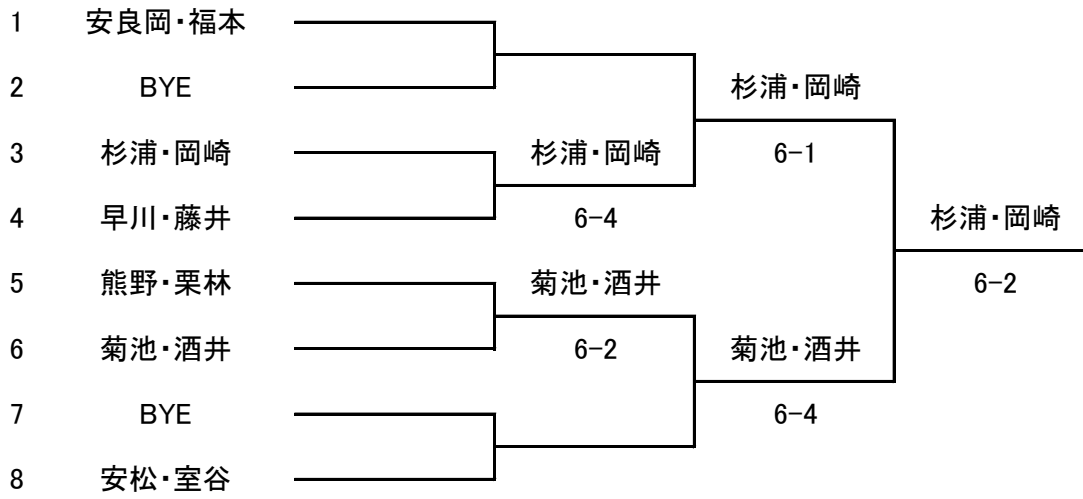 1 安良岡・福本
2 BYE
杉浦・岡崎
3 杉浦・岡崎
杉浦・岡崎
6-1
4 早川・藤井
6-4
杉浦・岡崎
5 熊野・栗林
菊池・酒井
6-2
6 菊池・酒井
6-2
菊池・酒井
7 BYE
6-4
8 安松・室谷